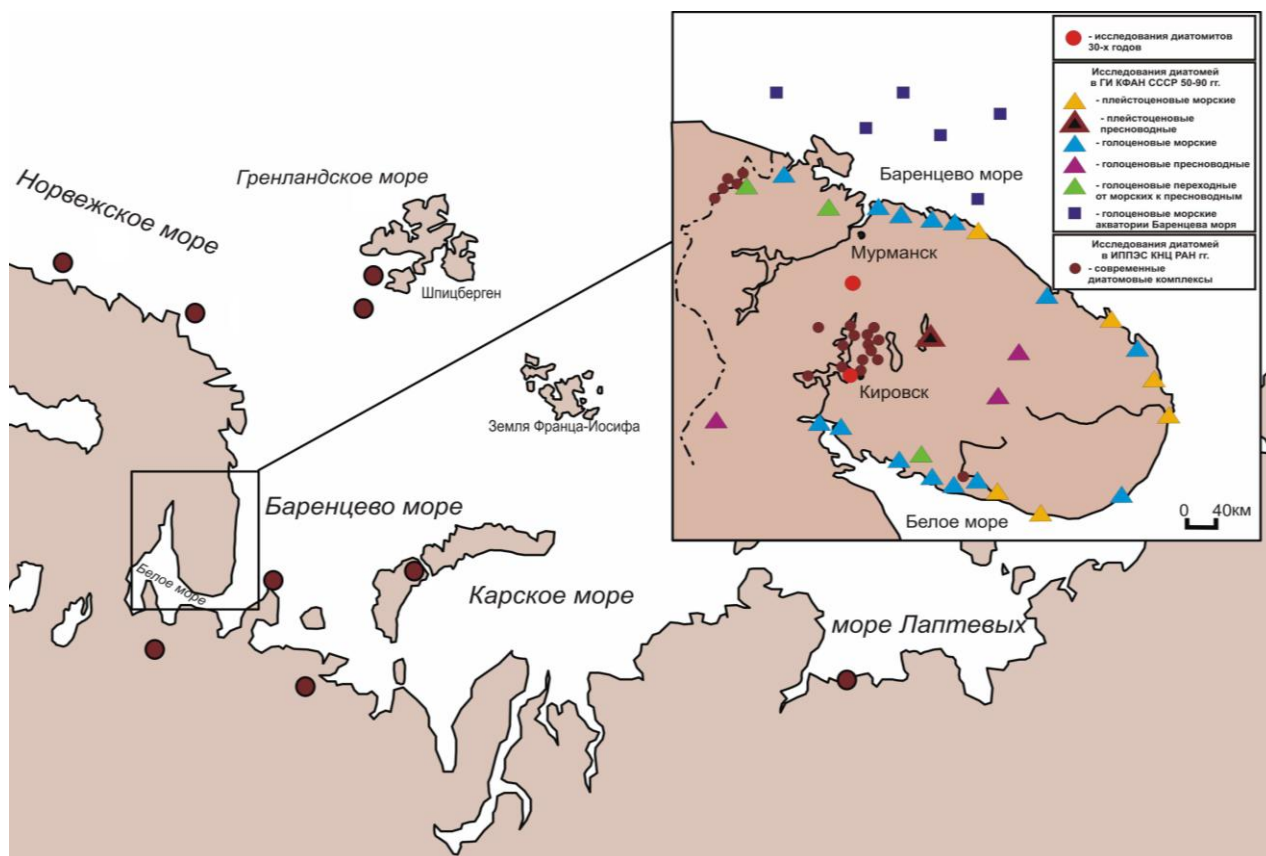 Норвежское море
Гренландское море
Шпицберген
Земля Франца-Иосифа
Баренцево море
Белое море
Карское море
море Лаптевых
- исследования диатомитов
30-х годов
Исследования диатомей
в ГИ КФАН СССР 50-90 гг.
- плейстоценовые морские
- плейстоценовые
пресноводные
- голоценовые морские
- голоценовые пресноводные
- голоценовые переходные
от морских к пресноводным
- голоценовые морские
акватории Баренцева моря
Исследования диатомей
в ИППЭС КНЦ РАН гг.
- современные
диатомовые комплексы
Баренцево море
Мурманск
Кировск
Белое море
0 40км